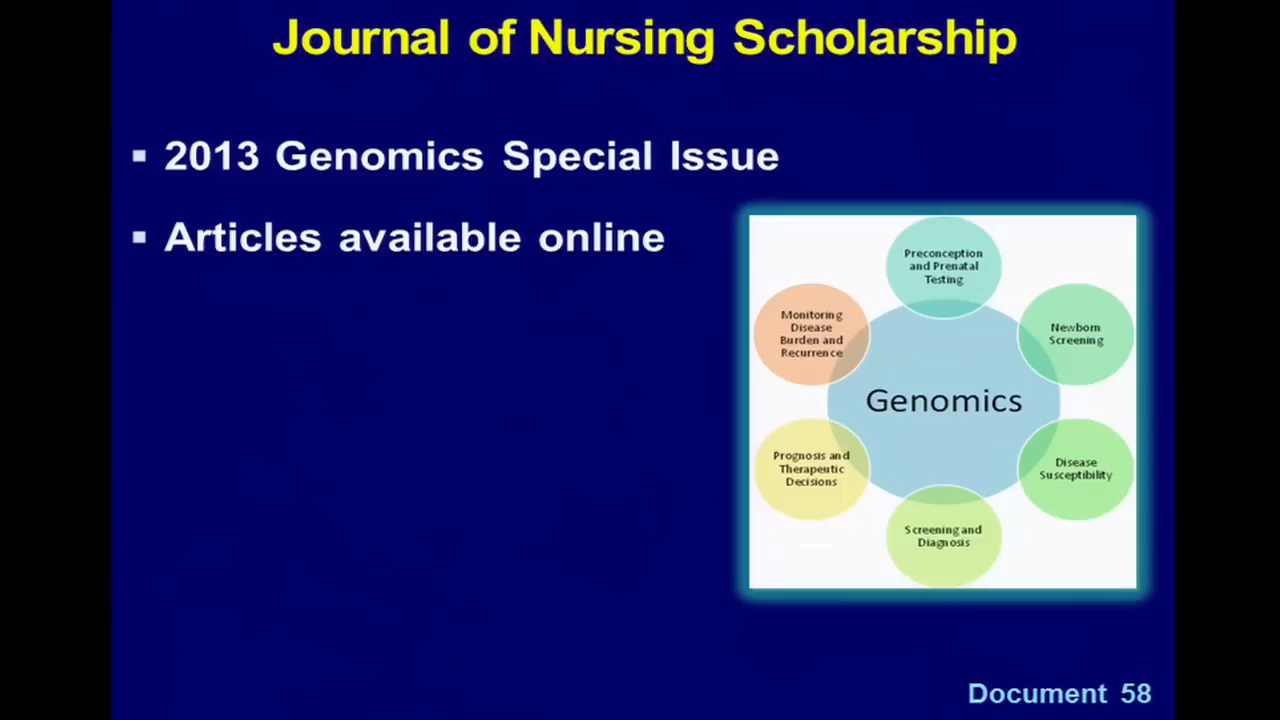 Journal of Nursing Scholarship
▪ 2013 Genomics Special Issue
▪ Articles available online
Preconception
and Prenatal
Testing
Newborn
Screening
Disease
Susceptibility
Screening and
Diagnosis
Prognosis and
Therapeutic
Decisions
Monitoring
Disease
Burden and
Recurrence
Genomics
Document 58